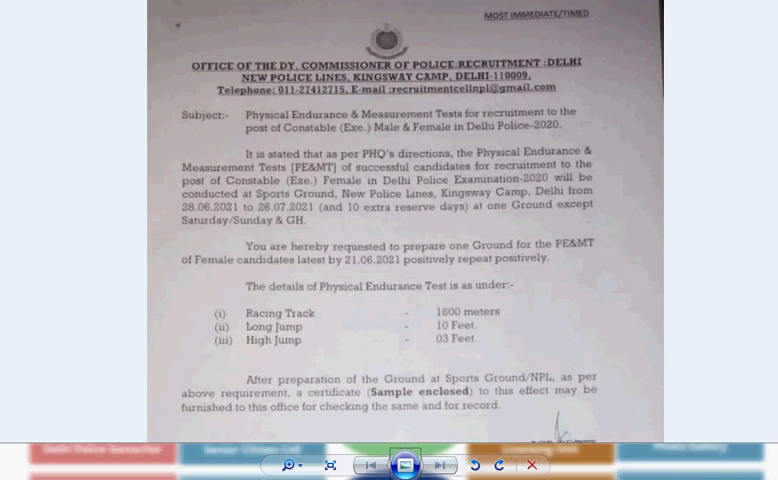 MOST IMMEDIATE/TIMED
OFFICE OF THE DY. COMMISSIONER OF POLICE:RECRUITMENT :DELHI
NEW POLICE LINES, KINGSWAY CAMP, DELHI-110009,
Telephone: 011-27412715, E-mail :recruitmentcellnpl@gmail.com
Subject:- Physical Endurance & Measurement Tests for recruitment to the
post of Constable (Exe.) Male & Female in Delhi Police-2020.
It is stated that as per PHQ's directions, the Physical Endurance &
Measurement Tests [PE&MT] of successful candidates for recruitment to the
post of Constable (Exe.) Female in Delhi Police Examination-2020 will be
conducted at Sports Ground, New Police Lines, Kingsway Camp, Delhi from
28.06.2021 to 26.07.2021 (and 10 extra reserve days) at one Ground except
Saturday/Sunday & GH.
You are hereby requested to prepare one Ground for the PE&MT
of Female candidates latest by 21.06.2021 positively repeat positively.
The details of Physical Endurance Test is as under:-
(i) Racing Track - 1600 meters
(ii) Long Jump - 10 Feet.
(iii) High Jump - 03 Feet.
After preparation of the Ground at Sports Ground/NPL, as per
above requirement, a certificate (Sample enclosed) to this effect may be
furnished to this office for checking the same and for record.